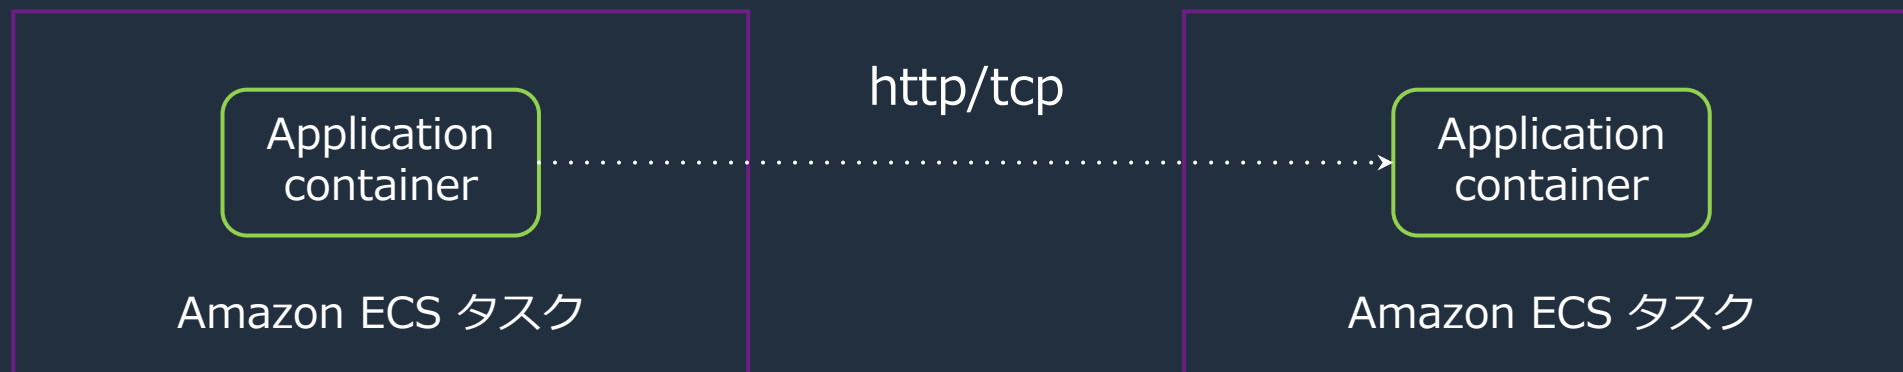 http/tcp
Application
container
Application
container
Amazon ECS タスク
Amazon ECS タスク